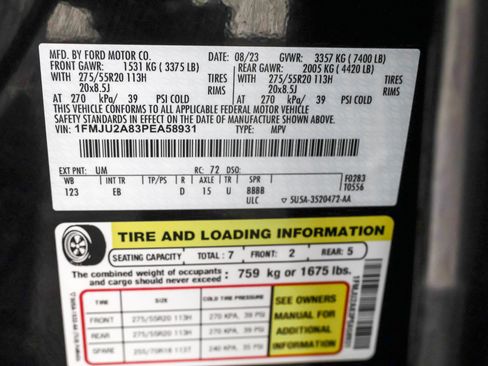 MFD. BY FORD MOTOR CO. DATE: 08/23 GVWR: 3357 KG (7400 LB)
FRONT GAWR: 1531 KG (3375 LB) REAR GAWR: 2005 KG (4420 LB)
WITH 275/55R20 113H TIRES WITH 275/55R20 113H TIRES
20x8.5J RIMS 20x8.5J RIMS
AT 270 kPa/ 39 PSI COLD AT 270 kPa/ 39 PSI COLD
THIS VEHICLE CONFORMS TO ALL APPLICABLE FEDERAL MOTOR VEHICLE
SAFETY STANDARDS IN EFFECT ON THE DATE OF MANUFACTURE SHOWN ABOVE.
VIN: 1FMJU2A83PEA58931 TYPE: MPV
EXT PNT: UM RC: 72 DSO: F0283
WB INT TR TP/PS R AXLE TR SPR T0556
123 EB D 15 U BBBB
ULC 5U5A-3520472-AA
TIRE AND LOADING INFORMATION
SEATING CAPACITY TOTAL : 7 FRONT: 2 REAR: 5
The combined weight of occupants and cargo should never exceed : 759 kg or 1675 lbs.
TIRE SIZE COLD TIRE PRESSURE
FRONT 275/55R20 113H 270 KPA, 39 PSI
REAR 275/55R20 113H 270 KPA, 39 PSI
SPARE 255/70R18 113T 240 KPA, 35 PSI
SEE OWNERS
MANUAL FOR
ADDITIONAL
INFORMATION